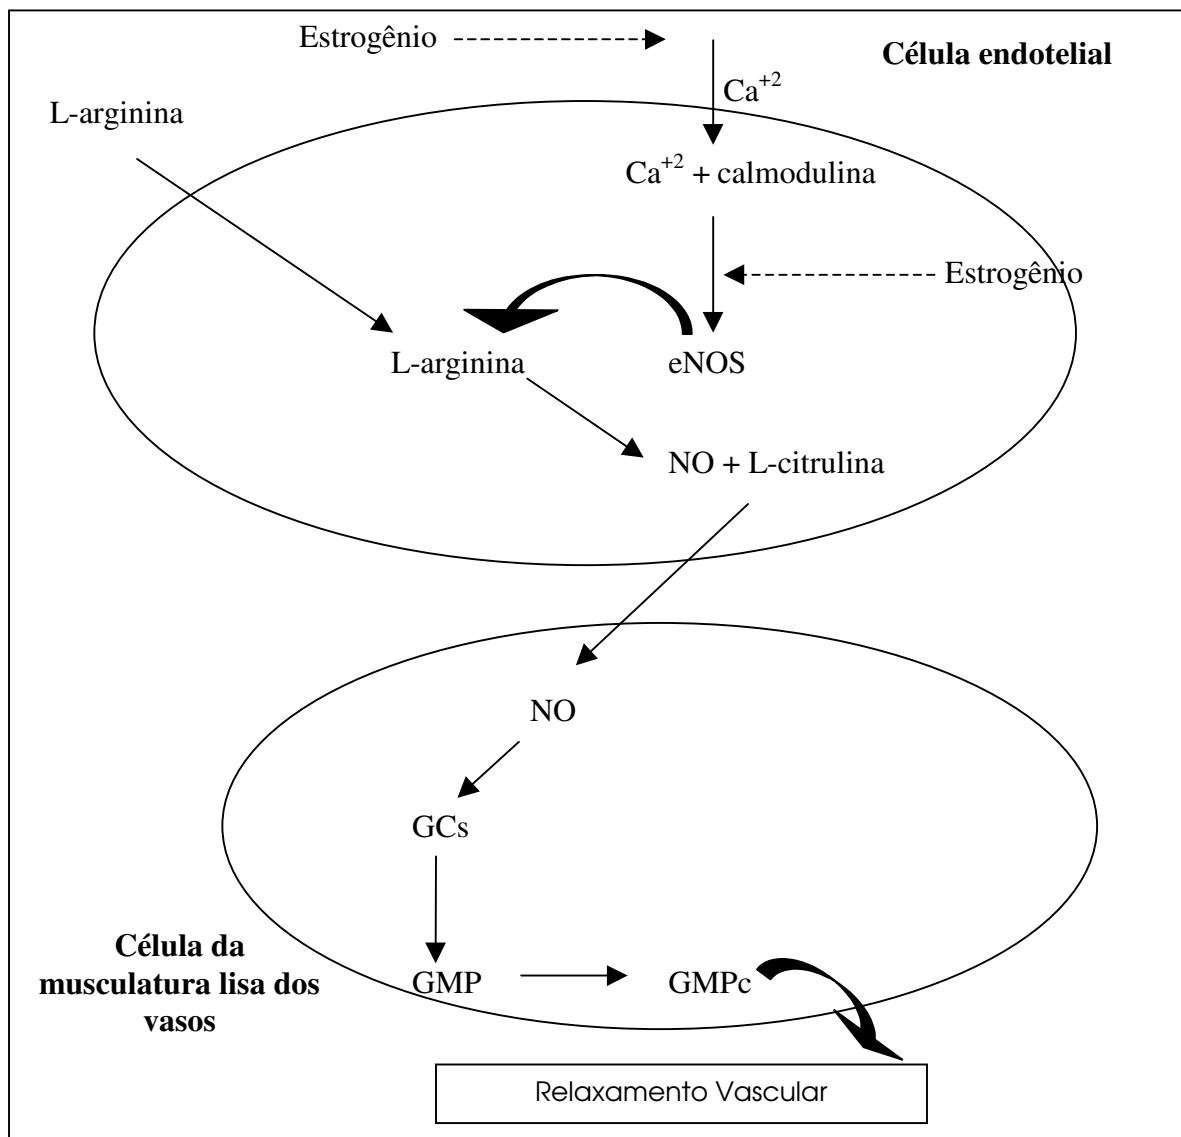 Estrogênio
Célula endotelial
Ca+2
L-arginina
Ca+2 + calmodulina
Estrogênio
L-arginina
eNOS
NO + L-citrulina
NO
GCs
Célula da
musculatura lisa dos
vasos
GMP
GMPc
Relaxamento Vascular